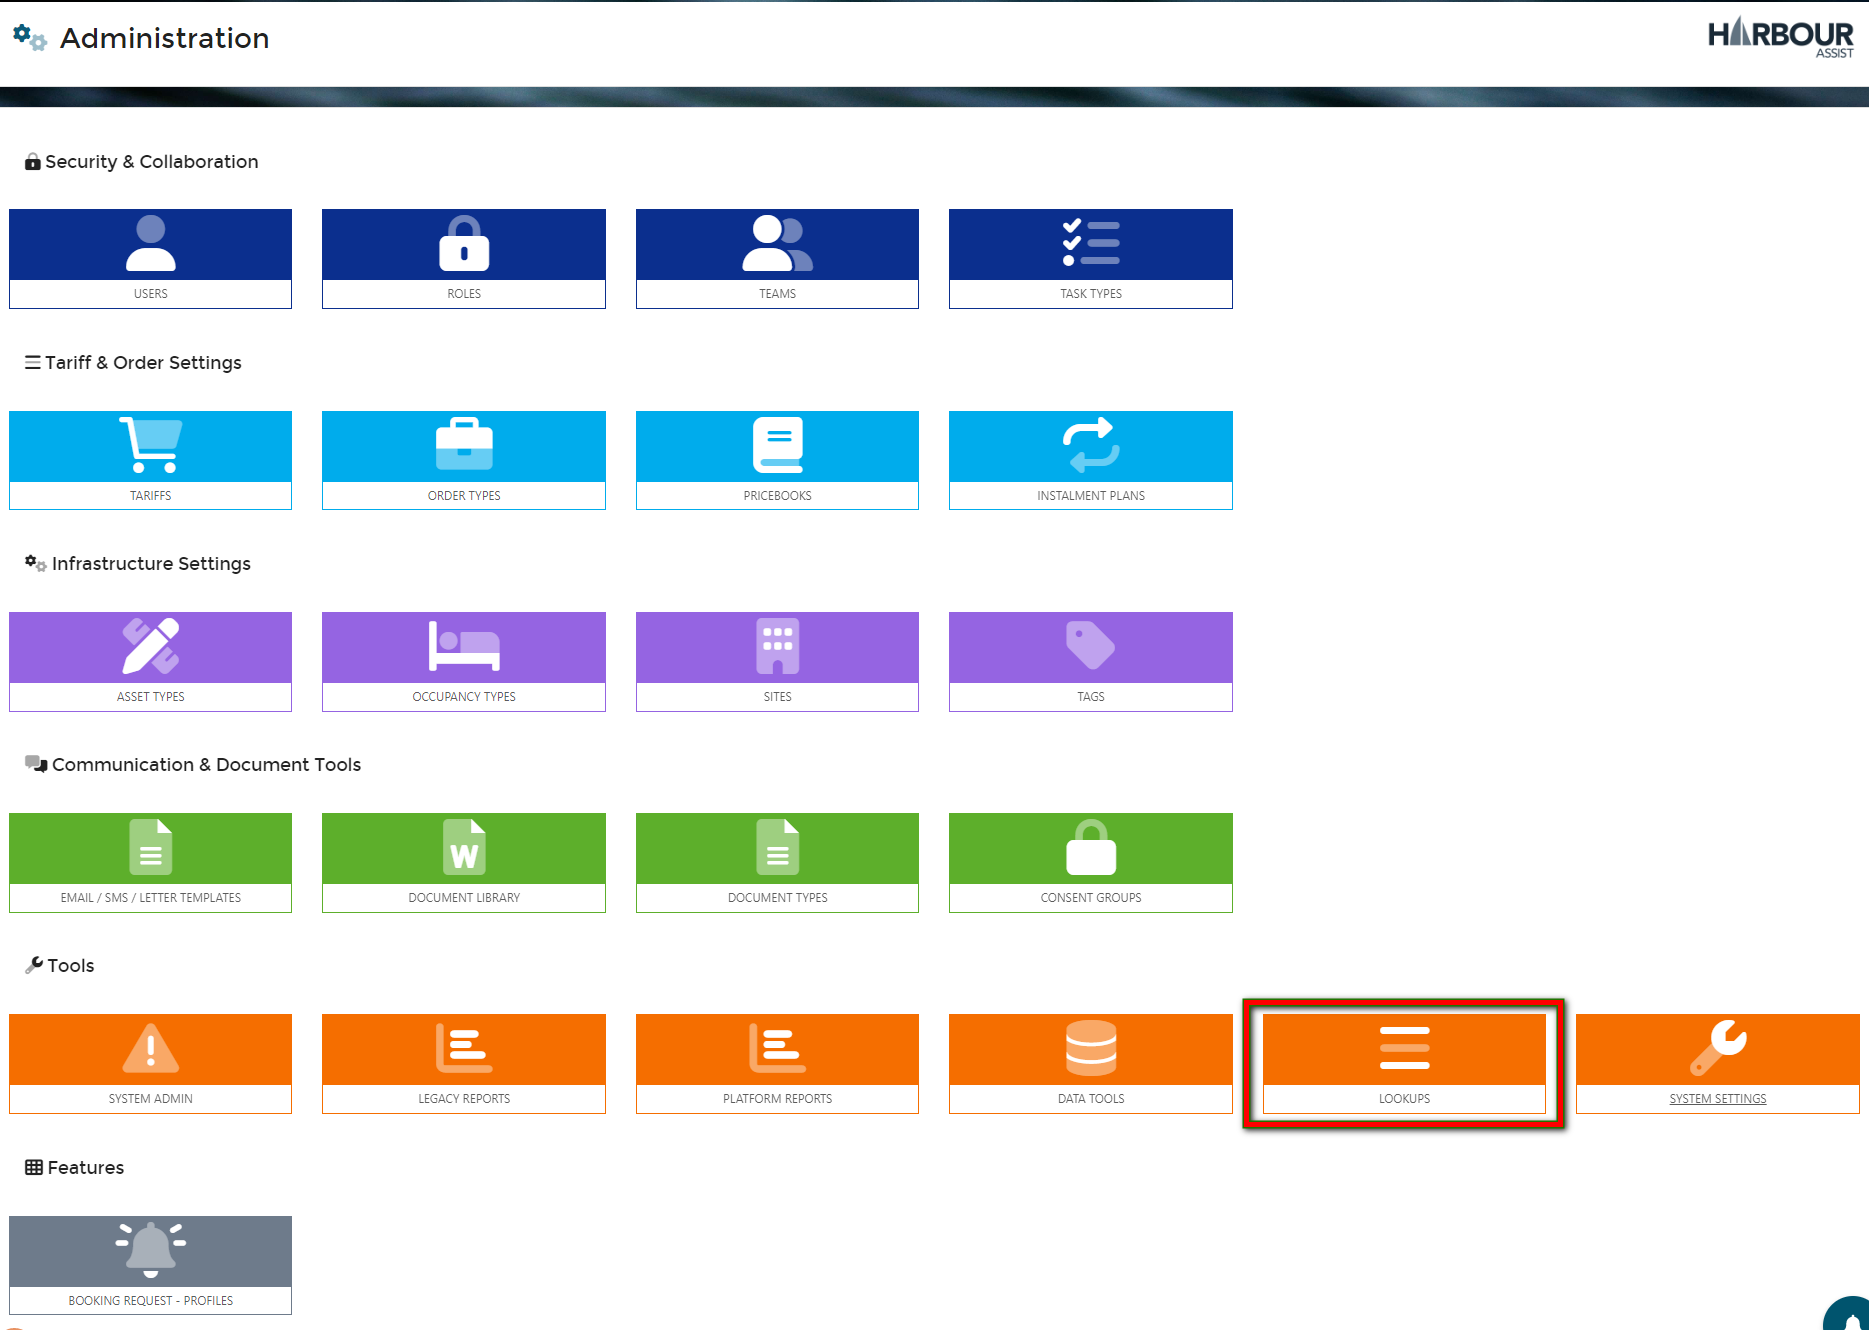 Administration
HARBOUR
ASSIST
Security & Collaboration
USERS
ROLES
TEAMS
TASK TYPES
Tariff & Order Settings
TARIFFS
ORDER TYPES
PRICEBOOKS
INSTALMENT PLANS
Infrastructure Settings
ASSET TYPES
OCCUPANCY TYPES
SITES
TAGS
Communication & Document Tools
W
EMAIL / SMS / LETTER TEMPLATES
DOCUMENT LIBRARY
DOCUMENT TYPES
CONSENT GROUPS
Tools
SYSTEM ADMIN
LEGACY REPORTS
PLATFORM REPORTS
DATA TOOLS
LOOKUPS
SYSTEM SETTINGS
Features
BOOKING REQUEST - PROFILES